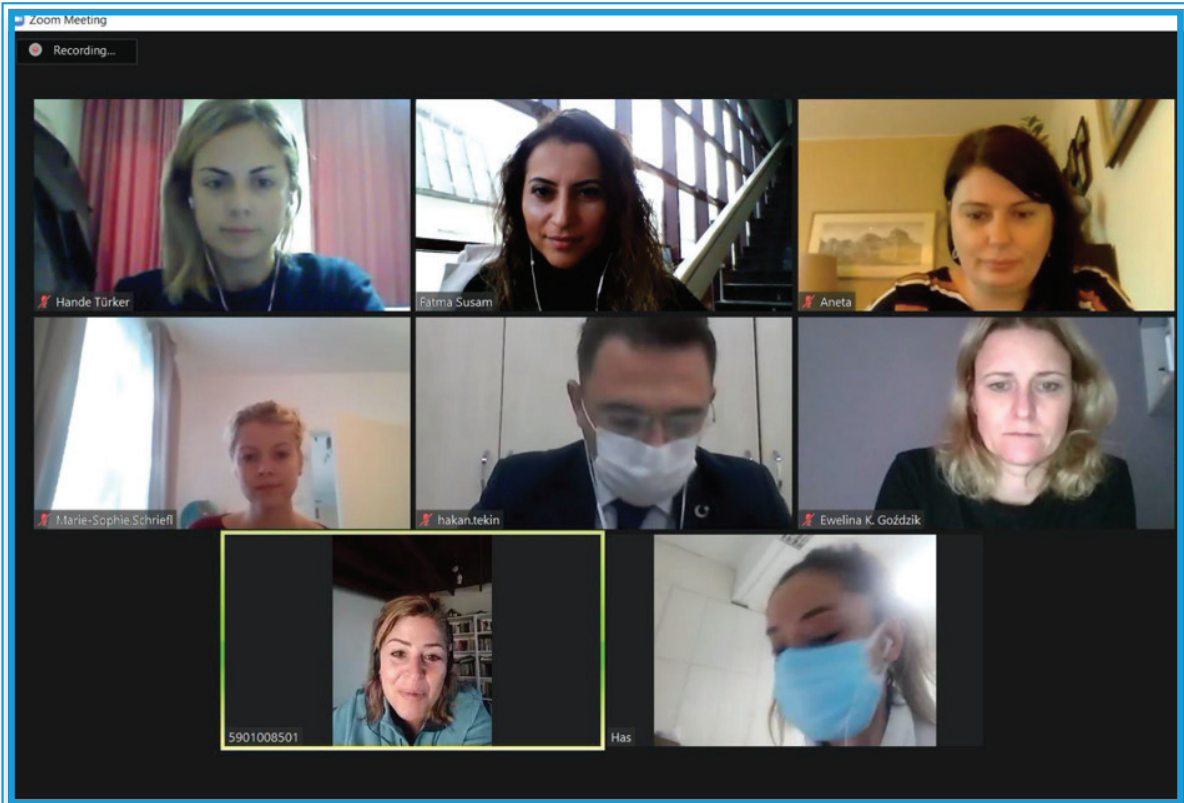 Zoom Meeting
Recording...
Hande Türker
Fatma Susam
Aneta
Marie-Sophie.Schriefl
hakan.tekin
Ewelina K. Goździk
5901008501
Has